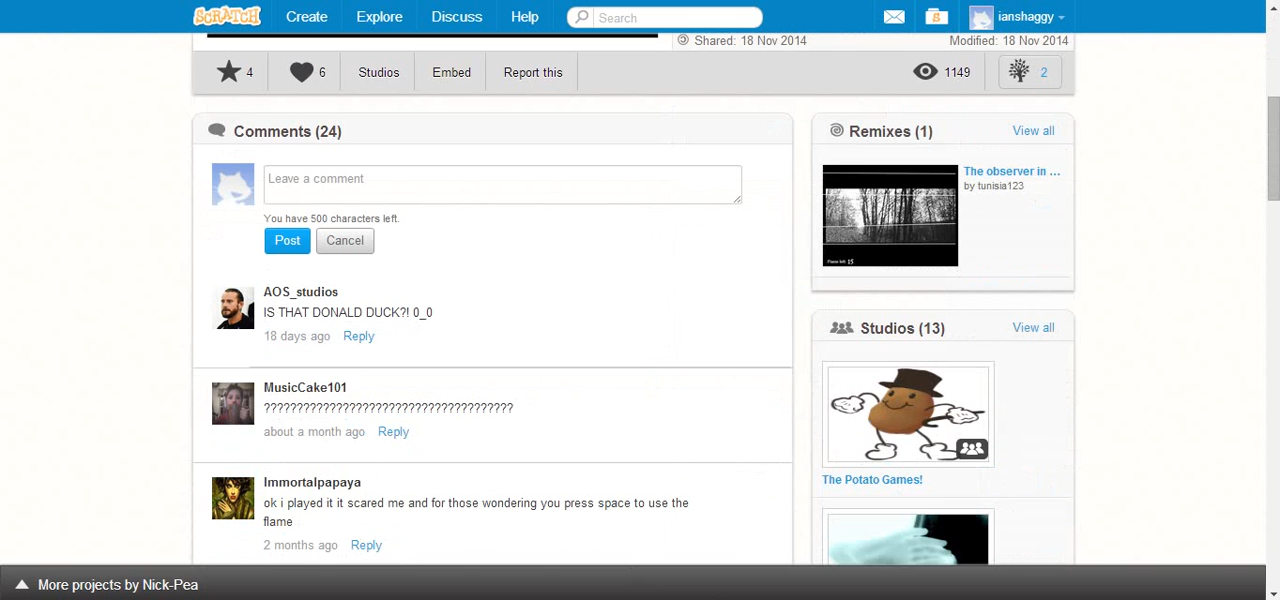 SCRATCH Create Explore Discuss Help Search ianshaggy
Shared: 18 Nov 2014 Modified: 18 Nov 2014
4 6 Studios Embed Report this 1149 2
Comments (24)
Leave a comment
You have 500 characters left.
Post Cancel
AOS_studios
IS THAT DONALD DUCK?! 0_0
18 days ago Reply
MusicCake101
??????????????????????????????????????
about a month ago Reply
Immortalpapaya
ok i played it it scared me and for those wondering you press space to use the
flame
2 months ago Reply
Remixes (1) View all
The observer in ...
by tunisia123
Studios (13) View all
The Potato Games!
More projects by Nick-Pea